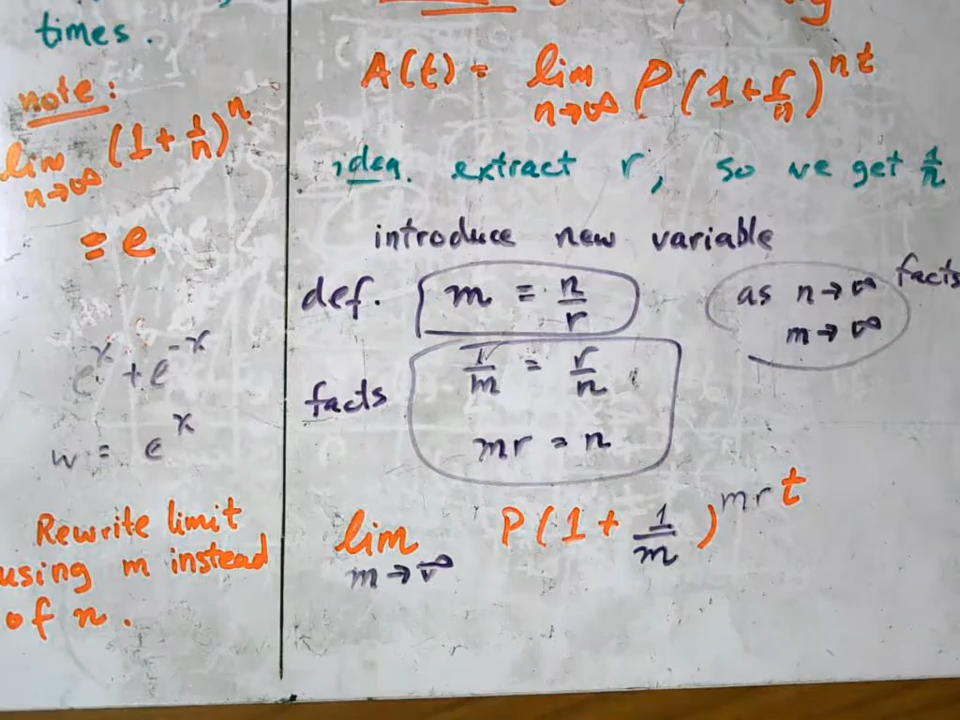 times.
note:
lim n→∞ (1 + 1/n)^n
= e
e^x + e^-x
w = e^x
Rewrite limit
using m instead
of n.
A(t) = lim n→∞ P(1 + r/n)^nt
idea. extract r, so we get 1/n
introduce new variable
def. m = n/r
as n→∞ facts
m→∞
facts 1/m = r/n
mr = n
lim m→∞ P(1 + 1/m)^mrt